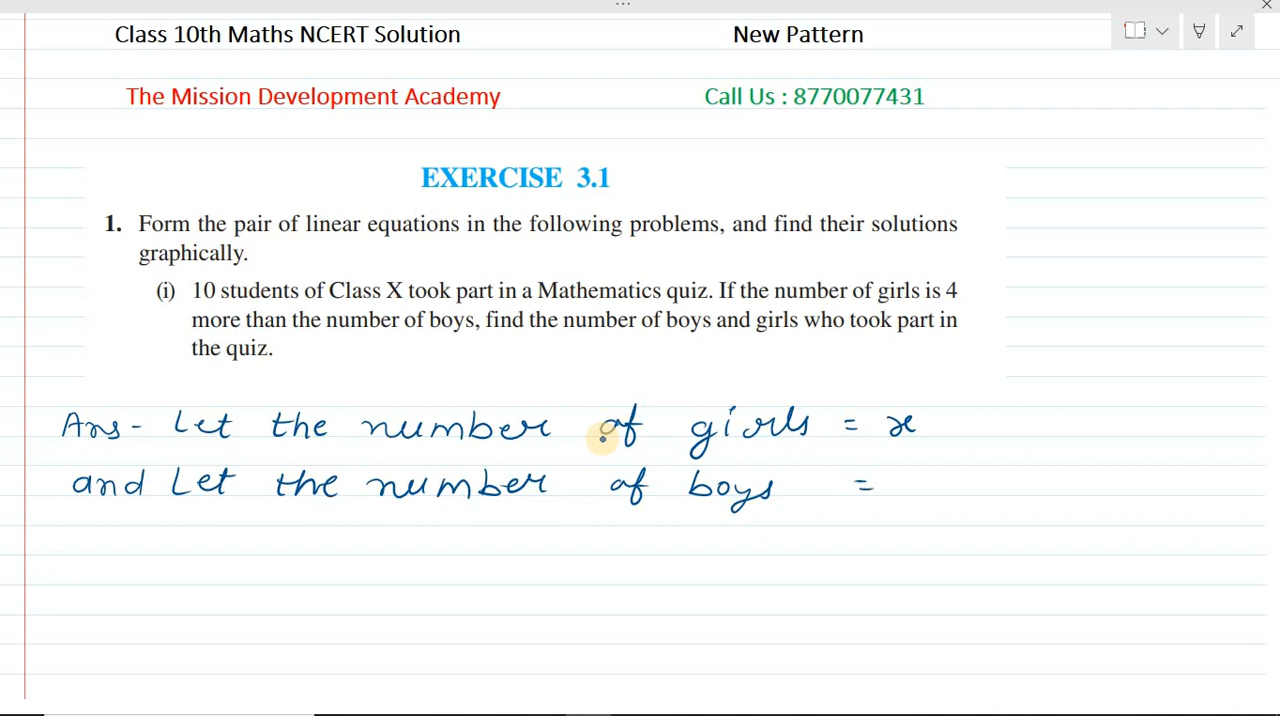 Class 10th Maths NCERT Solution New Pattern
The Mission Development Academy Call Us : 8770077431
EXERCISE 3.1
1. Form the pair of linear equations in the following problems, and find their solutions
graphically.
(i) 10 students of Class X took part in a Mathematics quiz. If the number of girls is 4
more than the number of boys, find the number of boys and girls who took part in
the quiz.
Ans - Let the number of girls = x
and Let the number of boys =